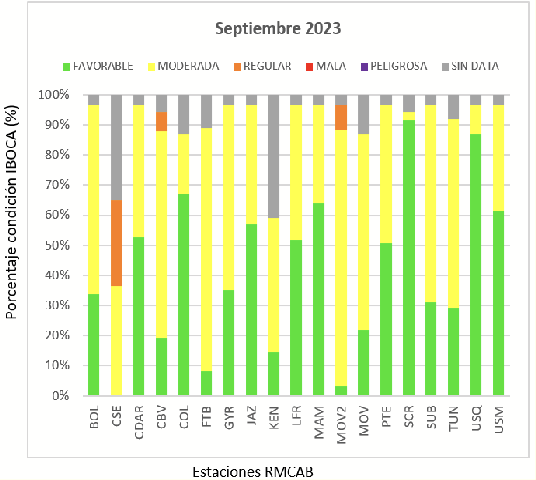 Septiembre 2023
FAVORABLE MODERADA REGULAR MALA PELIGROSA SIN DATA
Porcentaje condición IBOCA (%)
100%
90%
80%
70%
60%
50%
40%
30%
20%
10%
0%
BOL CSE CDAR CBV COL FTB GYR JAZ KEN LFR MAM MOV2 MOV PTE SCR SUB TUN USQ USM
Estaciones RMCAB